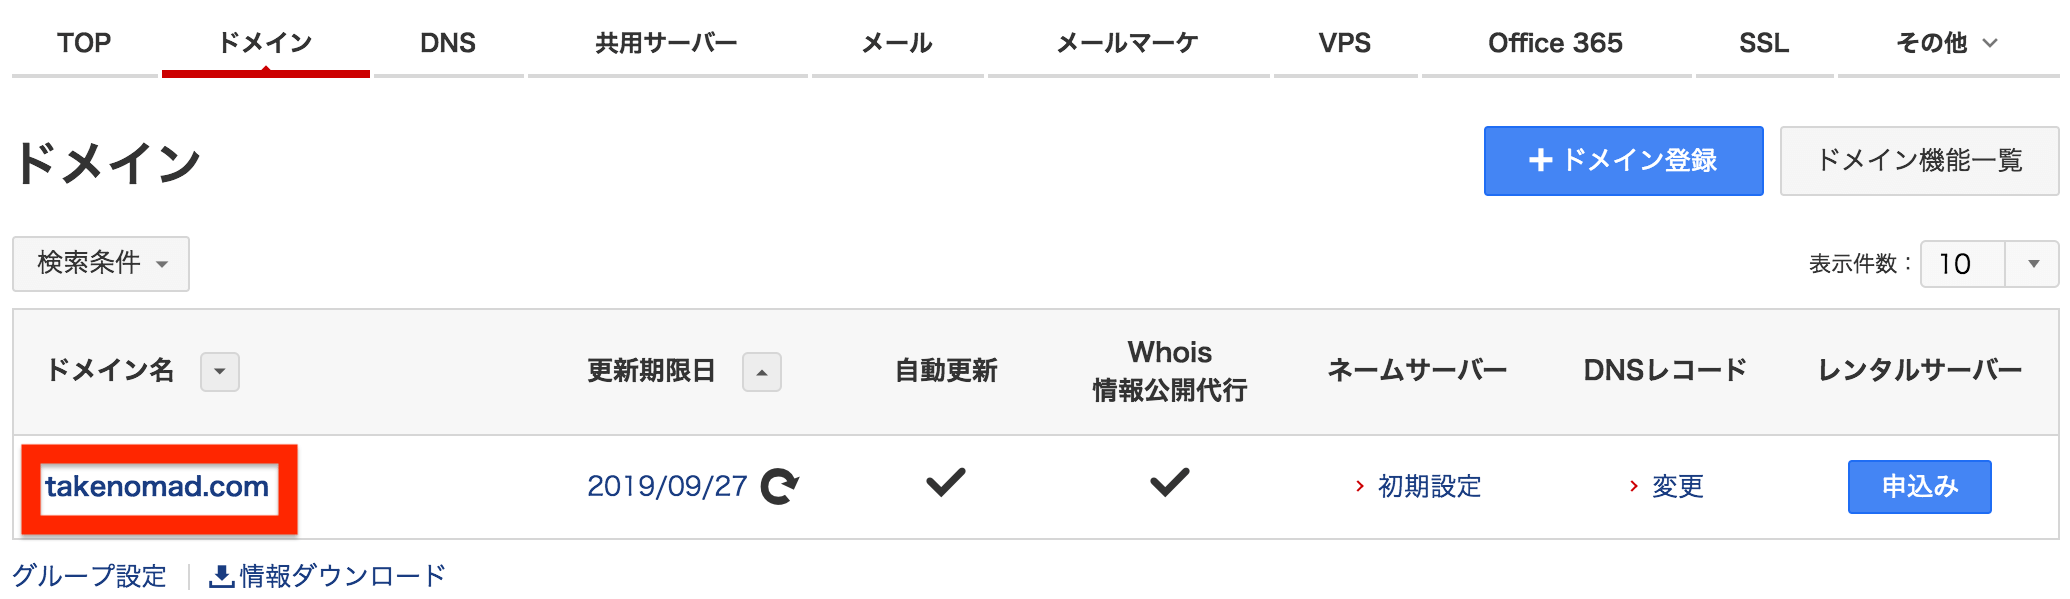 TOP ドメイン DNS 共用サーバー メール メールマーケ VPS Office 365 SSL その他
ドメイン
ドメイン登録 ドメイン機能一覧
検索条件 表示件数： 10
ドメイン名 更新期限日 自動更新 Whois 情報公開代行 ネームサーバー DNSレコード レンタルサーバー
takenomad.com 2019/09/27 初期設定 変更 申込み
グループ設定 情報ダウンロード